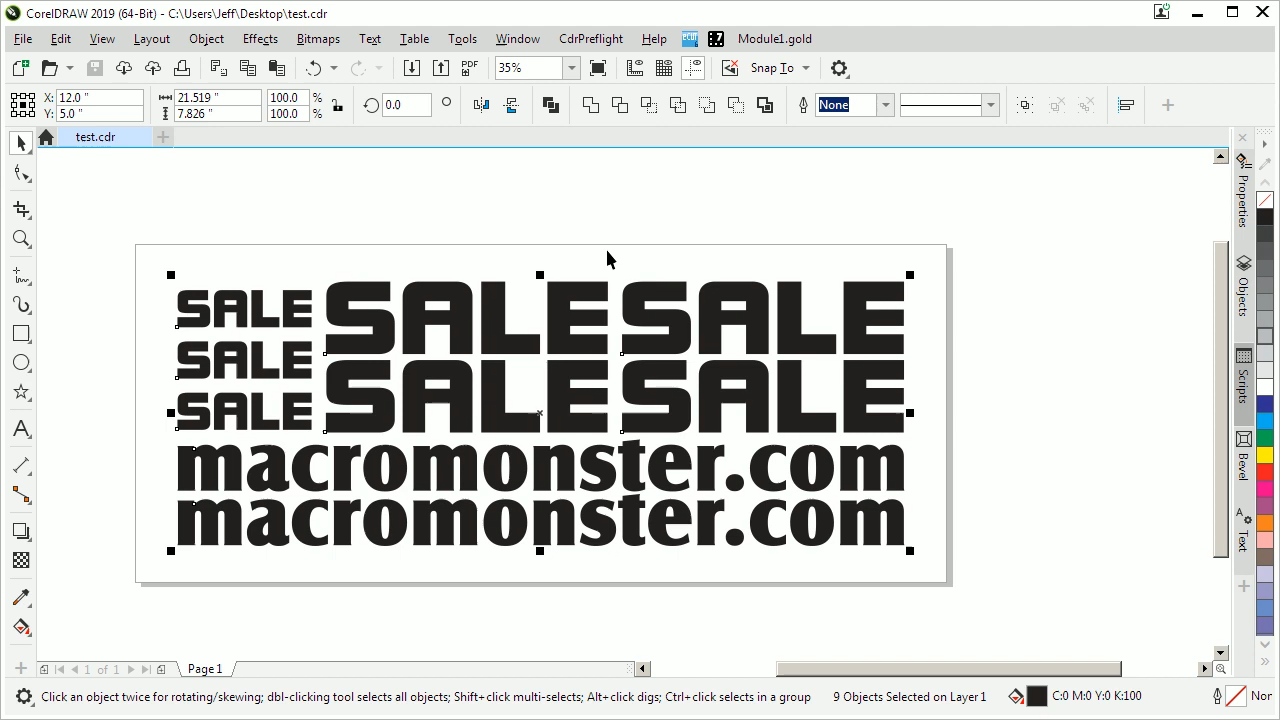 CorelDRAW 2019 (64-Bit) - C:\Users\Jeff\Desktop\test.cdr
File Edit View Layout Object Effects Bitmaps Text Table Tools Window CdrPreflight Help Module1.gold
PDF 35% Snap To
X: 12.0 " 21.519 " 100.0 % 0.0 None
Y: 5.0 " 7.826 " 100.0 %
test.cdr
SALE SALE SALE
SALE
SALE SALE SALE
macromonster.com
macromonster.com
Properties
Objects
Scripts
Bevel
Text
1 of 1 Page 1
Click an object twice for rotating/skewing; dbl-clicking tool selects all objects; Shift+click multi-selects; Alt+click digs; Ctrl+click selects in a group 9 Objects Selected on Layer 1 C:0 M:0 Y:0 K:100 Nor